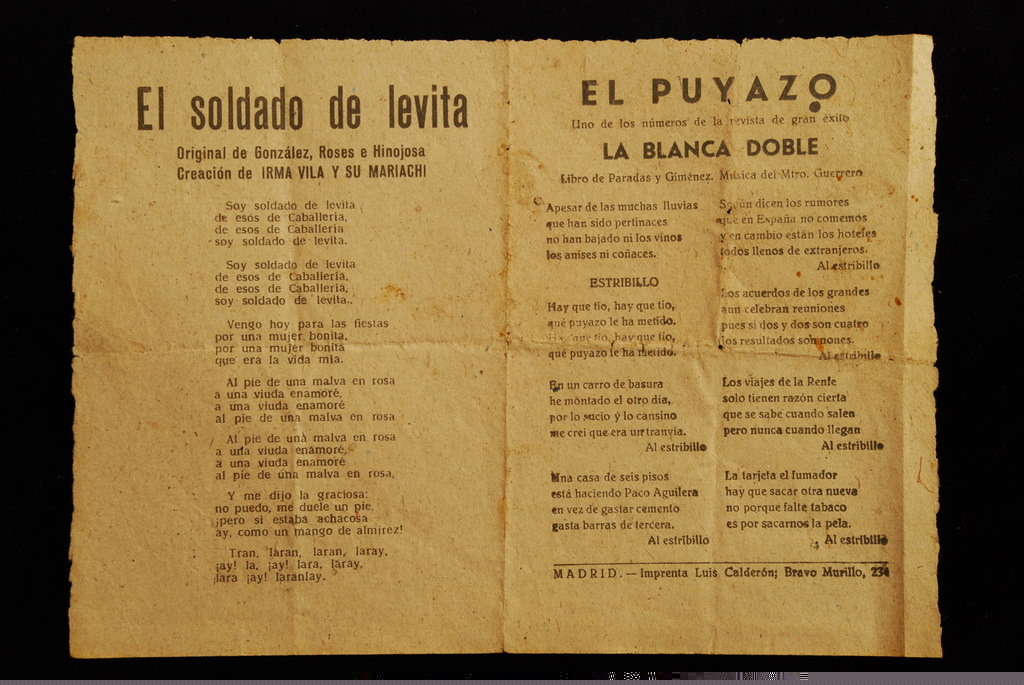 El soldado de levita
Original de González, Roses e Hinojosa
Creación de IRMA VILA Y SU MARIACHI
Soy soldado de levita
de esos de Caballería,
de esos de Caballería
soy soldado de levita.
Soy soldado de levita
de esos de Caballería,
de esos de Caballería,
soy soldado de levita.
Vengo hoy para las fiestas
por una mujer bonita,
por una mujer bonita
que era la vida mia.
Al pie de una malva en rosa
a una viuda enamoré,
a una viuda enamoré
al pie de una malva en rosa
Al pie de una malva en rosa
a una viuda enamoré,
a una viuda enamoré
al pie de una malva en rosa,
Y me dijo la graciosa:
no puedo, me duele un pie,
¡pero si estaba achacosa
ay, como un mango de almirez!
Tran, laran, laran, laray,
¡ay! la, ¡ay! lara, laray,
¡lara ¡ay! laranlay.
EL PUYAZO
Uno de los números de la revista de gran éxito
LA BLANCA DOBLE
Libro de Paradas y Giménez. Música del Mtro. Guerrero
Apesar de las muchas lluvias
que han sido pertinaces
no han bajado ni los vinos
los anises ni coñaces.
ESTRIBILLO
Hay que tío, hay que tío,
qué puyazo le ha metido.
Hay que tío, hay que tío,
qué puyazo le ha metido.
En un carro de basura
he montado el otro día,
por lo sucio y lo cansino
me creí que era un tranvía.
Al estribillo
Una casa de seis pisos
está haciendo Paco Aguilera
en vez de gastar cemento
gasta barras de tercera.
Al estribillo
Según dicen los rumores
que en España no comemos
y en cambio están los hoteles
todos llenos de extranjeros.
Al estribillo
Los acuerdos de los grandes
aun celebran reuniones
pues si dos y dos son cuatro
los resultados son nones.
Al estribillo
Los viajes de la Renfe
solo tienen razón cierta
que se sabe cuando salen
pero nunca cuando llegan
Al estribillo
La tarjeta el fumador
hay que sacar otra nueva
no porque falte tabaco
es por sacarnos la pela.
Al estribillo
MADRID.—Imprenta Luis Calderón; Bravo Murillo, 234